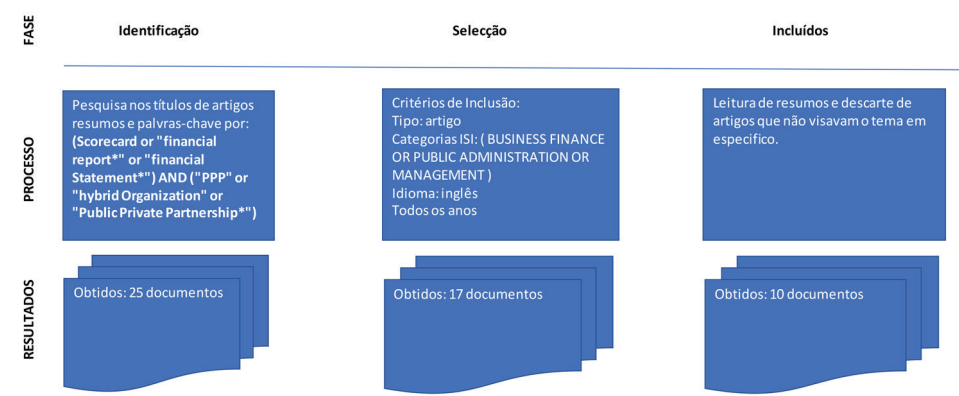 FASE
Identificação
Selecção
Incluídos
PROCESSO
Pesquisa nos títulos de artigos
resumos e palvras-chave por:
(Scorecard or "financial
report*" or "financial
Statement*") AND ("PPP" or
"hybrid Organization" or
"Public Private Partnership*")
Critérios de Inclusão:
Tipo: artigo
Categorias ISI: ( BUSINESS FINANCE
OR PUBLIC ADMINISTRATION OR
MANAGEMENT )
Idioma: inglês
Todos os anos
Leitura de resumos e descarte de
artigos que não visavam o tema em
especifico.
RESULTADOS
Obtidos: 25 documentos
Obtidos: 17 documentos
Obtidos: 10 documentos